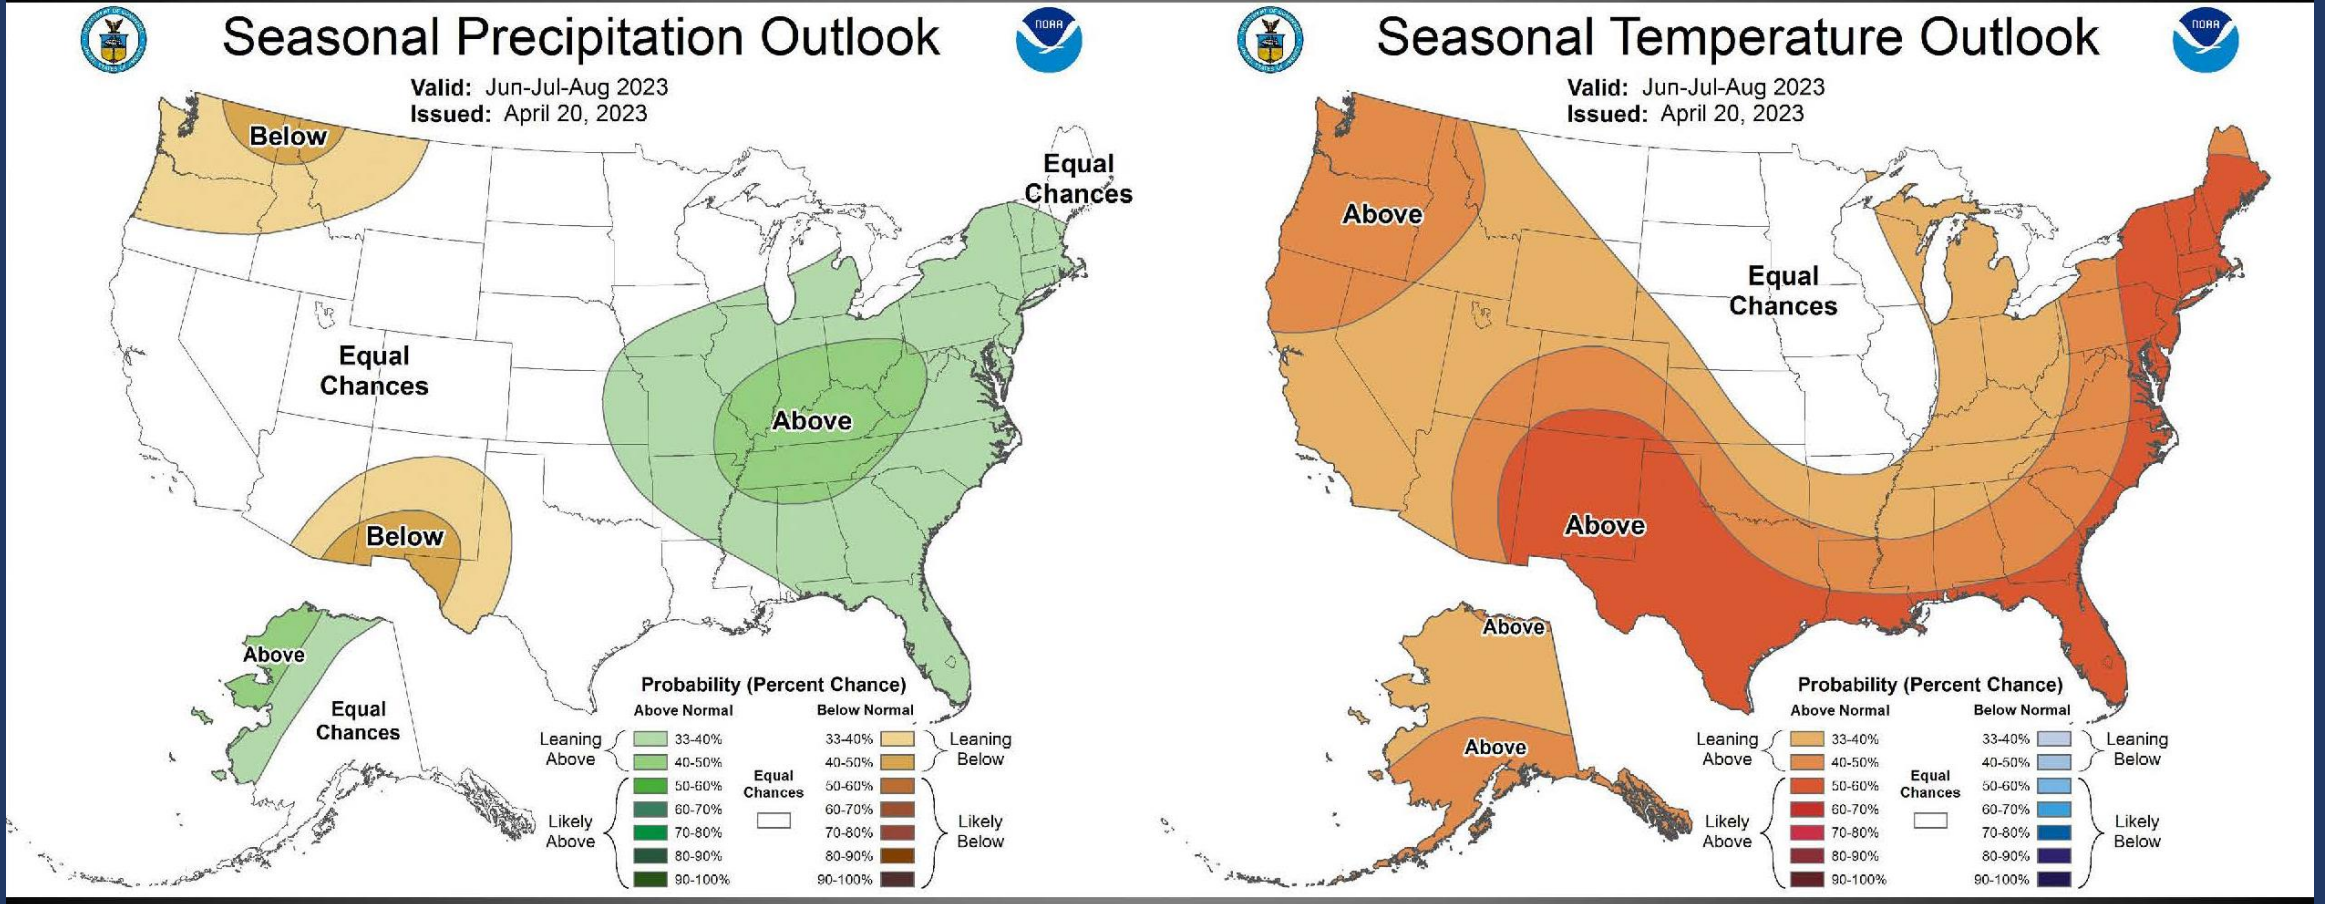 Seasonal Precipitation Outlook
NOAA
Valid: Jun-Jul-Aug 2023
Issued: April 20, 2023
Below
Equal
Chances
Equal
Chances
Above
Below
Above
Equal
Chances
Probability (Percent Chance)
Above Normal
Below Normal
Leaning
Above
33-40%
40-50%
50-60%
60-70%
70-80%
80-90%
90-100%
Likely
Above
Equal
Chances
33-40%
40-50%
50-60%
60-70%
70-80%
80-90%
90-100%
Leaning
Below
Likely
Below
Seasonal Temperature Outlook
NOAA
Valid: Jun-Jul-Aug 2023
Issued: April 20, 2023
Above
Equal
Chances
Above
Above
Above
Probability (Percent Chance)
Above Normal
Below Normal
Leaning
Above
33-40%
40-50%
50-60%
60-70%
70-80%
80-90%
90-100%
Likely
Above
Equal
Chances
33-40%
40-50%
50-60%
60-70%
70-80%
80-90%
90-100%
Leaning
Below
Likely
Below